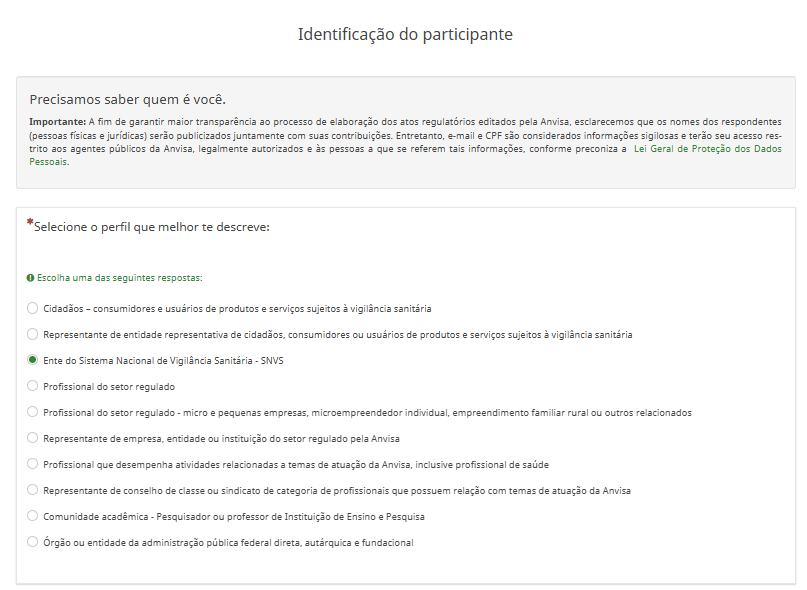 Identificação do participante
Precisamos saber quem é você.
Importante: A fim de garantir maior transparência ao processo de elaboração dos atos regulatórios editados pela Anvisa, esclarecemos que os nomes dos respondentes
(pessoas físicas e jurídicas) serão publicizados juntamente com suas contribuições. Entretanto, e-mail e CPF são considerados informações sigilosas e terão seu acesso res-
trito aos agentes públicos da Anvisa, legalmente autorizados e às pessoas a que se referem tais informações, conforme preconiza a Lei Geral de Proteção dos Dados
Pessoais.
*Selecione o perfil que melhor te descreve:
Escolha uma das seguintes respostas:
Cidadãos – consumidores e usuários de produtos e serviços sujeitos à vigilância sanitária
Representante de entidade representativa de cidadãos, consumidores ou usuários de produtos e serviços sujeitos à vigilância sanitária
Ente do Sistema Nacional de Vigilância Sanitária - SNVS
Profissional do setor regulado
Profissional do setor regulado - micro e pequenas empresas, microempreendedor individual, empreendimento familiar rural ou outros relacionados
Representante de empresa, entidade ou instituição do setor regulado pela Anvisa
Profissional que desempenha atividades relacionadas a temas de atuação da Anvisa, inclusive profissional de saúde
Representante de conselho de classe ou sindicato de categoria de profissionais que possuem relação com temas de atuação da Anvisa
Comunidade acadêmica - Pesquisador ou professor de Instituição de Ensino e Pesquisa
Órgão ou entidade da administração pública federal direta, autárquica e fundacional